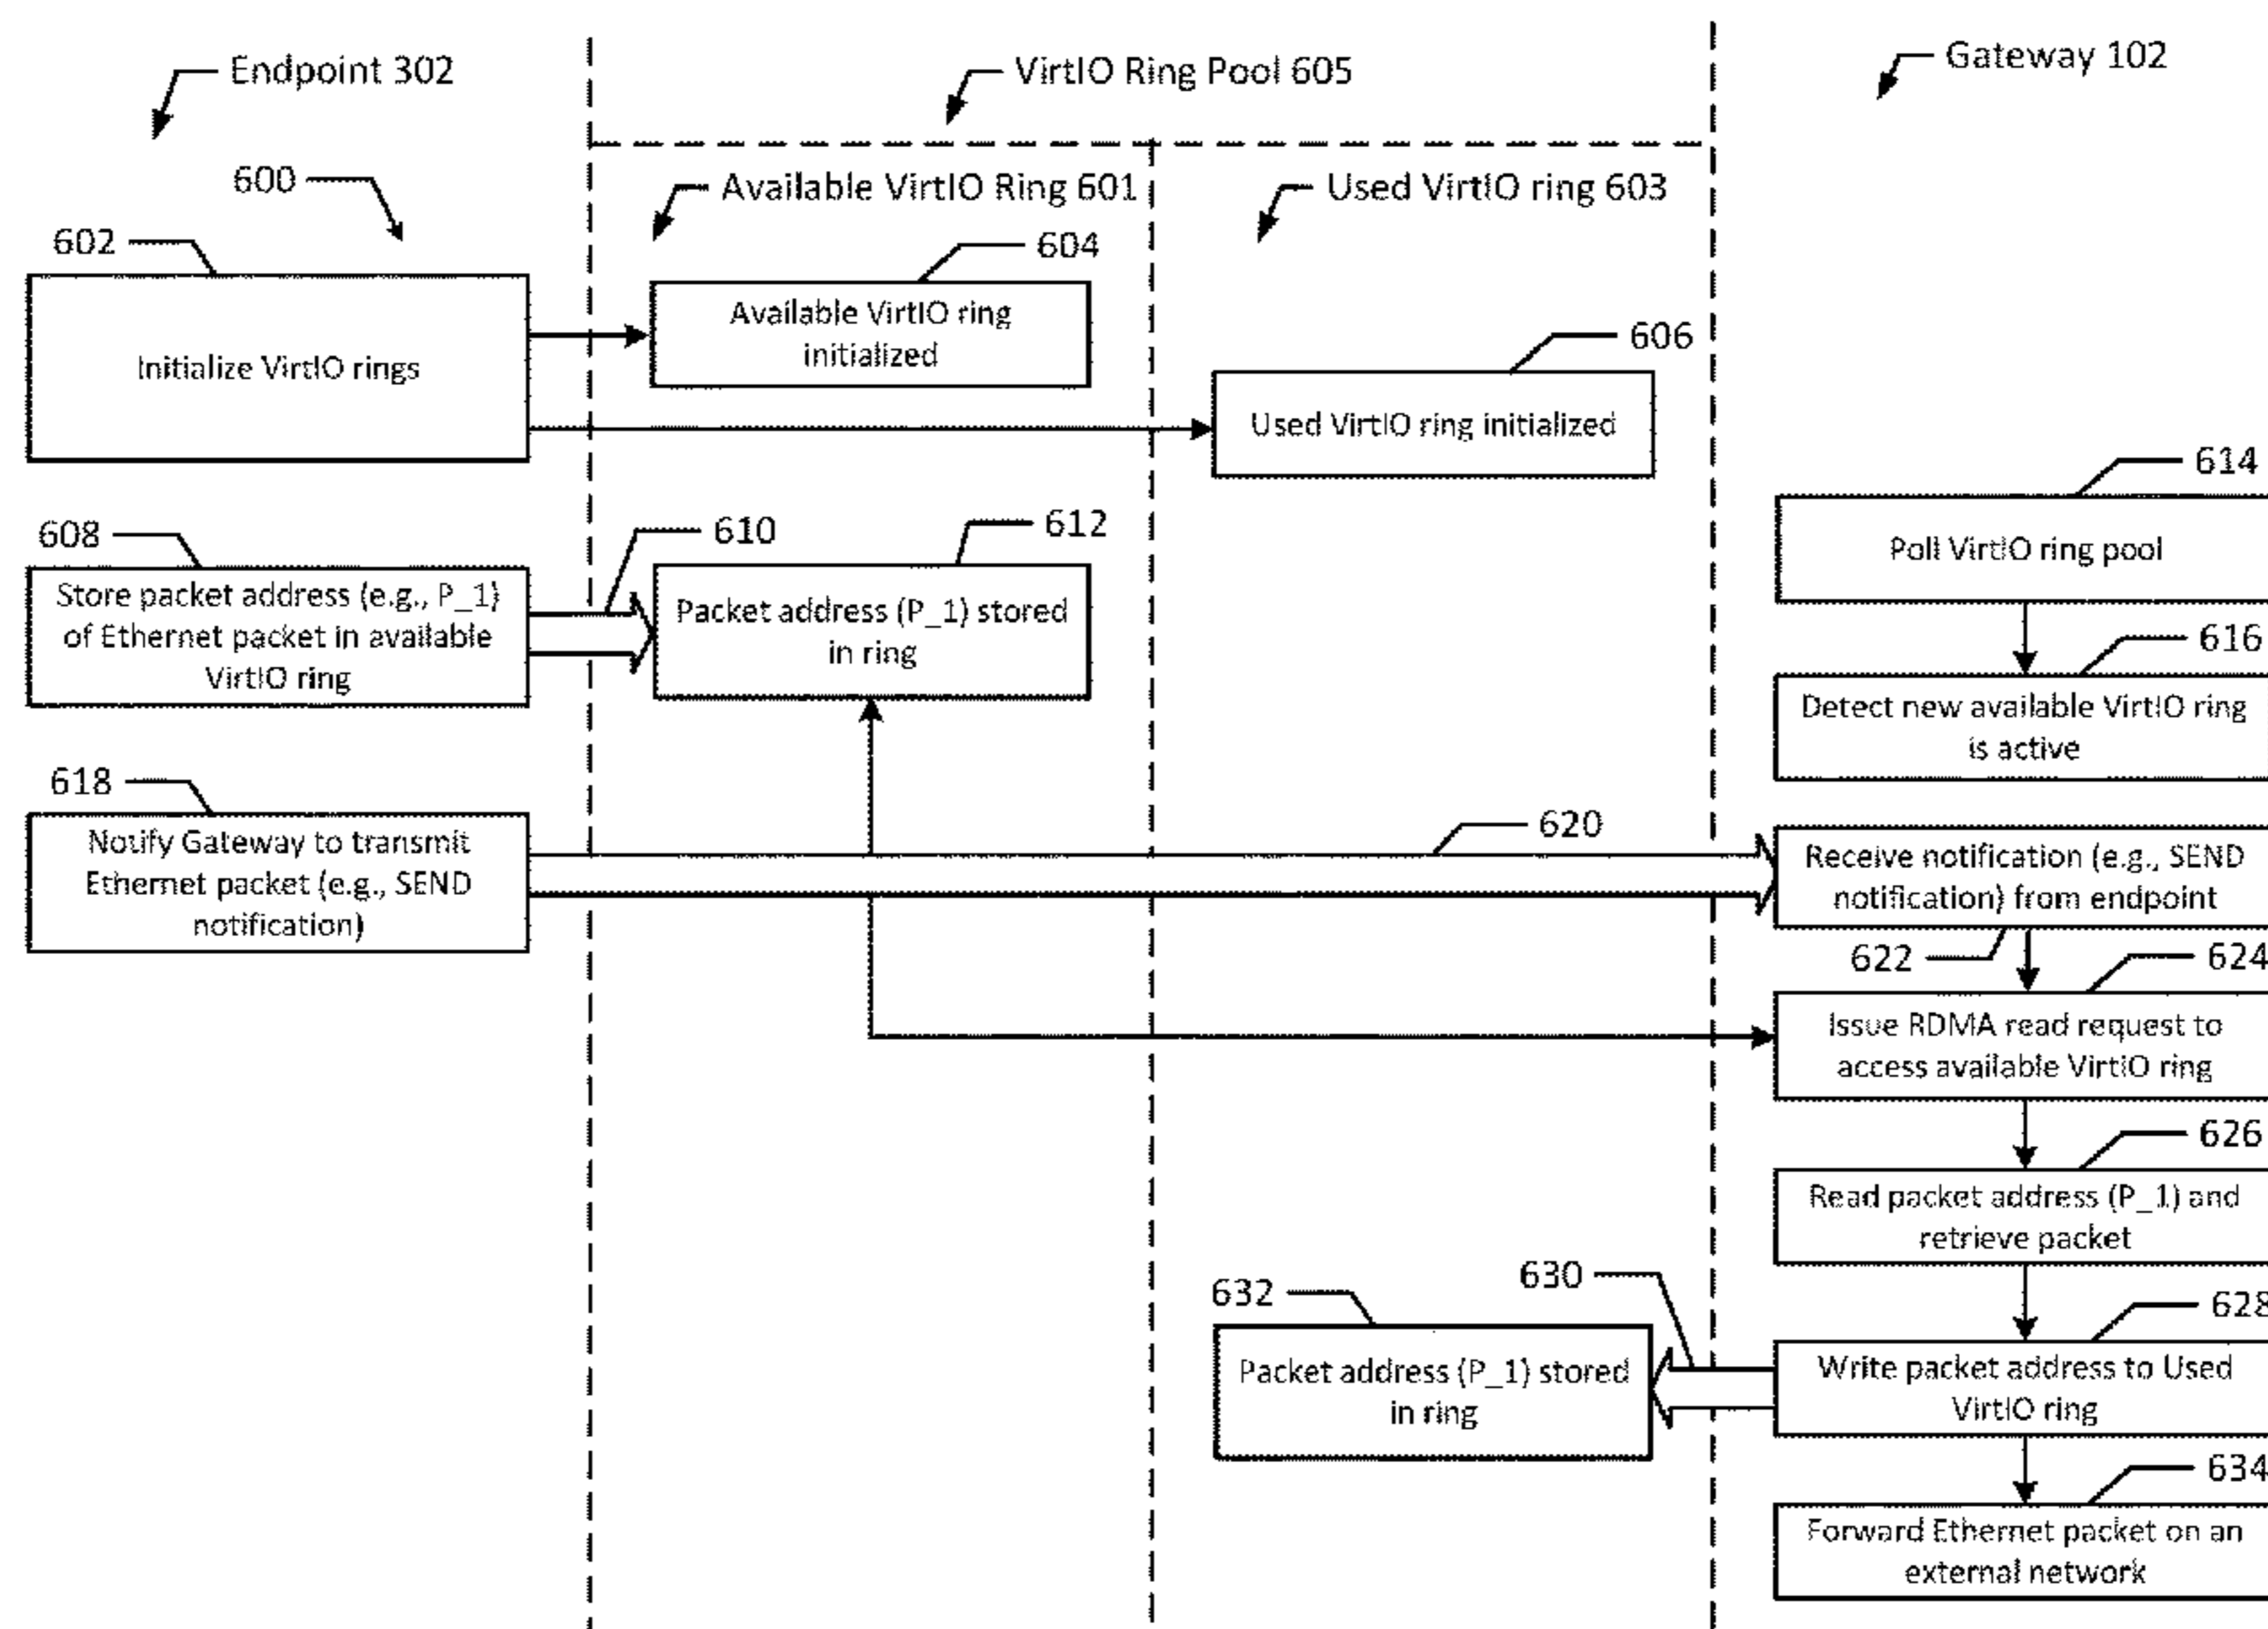 Endpoint 302
VirtIO Ring Pool 605
Gateway 102
600
Available VirtIO Ring 601
Used VirtIO ring 603
602
Initialize VirtIO rings
604
Available VirtIO ring
initialized
606
Used VirtIO ring initialized
608
Store packet address (e.g., P_1)
of Ethernet packet in available
VirtIO ring
610
612
Packet address (P_1) stored
in ring
614
Poll VirtIO ring pool
616
Detect new available VirtIO ring
is active
618
Notify Gateway to transmit
Ethernet packet (e.g., SEND
notification)
620
Receive notification (e.g., SEND
notification) from endpoint
622
624
Issue RDMA read request to
access available VirtIO ring
626
Read packet address (P_1) and
retrieve packet
628
Write packet address to Used
VirtIO ring
630
632
Packet address (P_1) stored
in ring
634
Forward Ethernet packet on an
external network